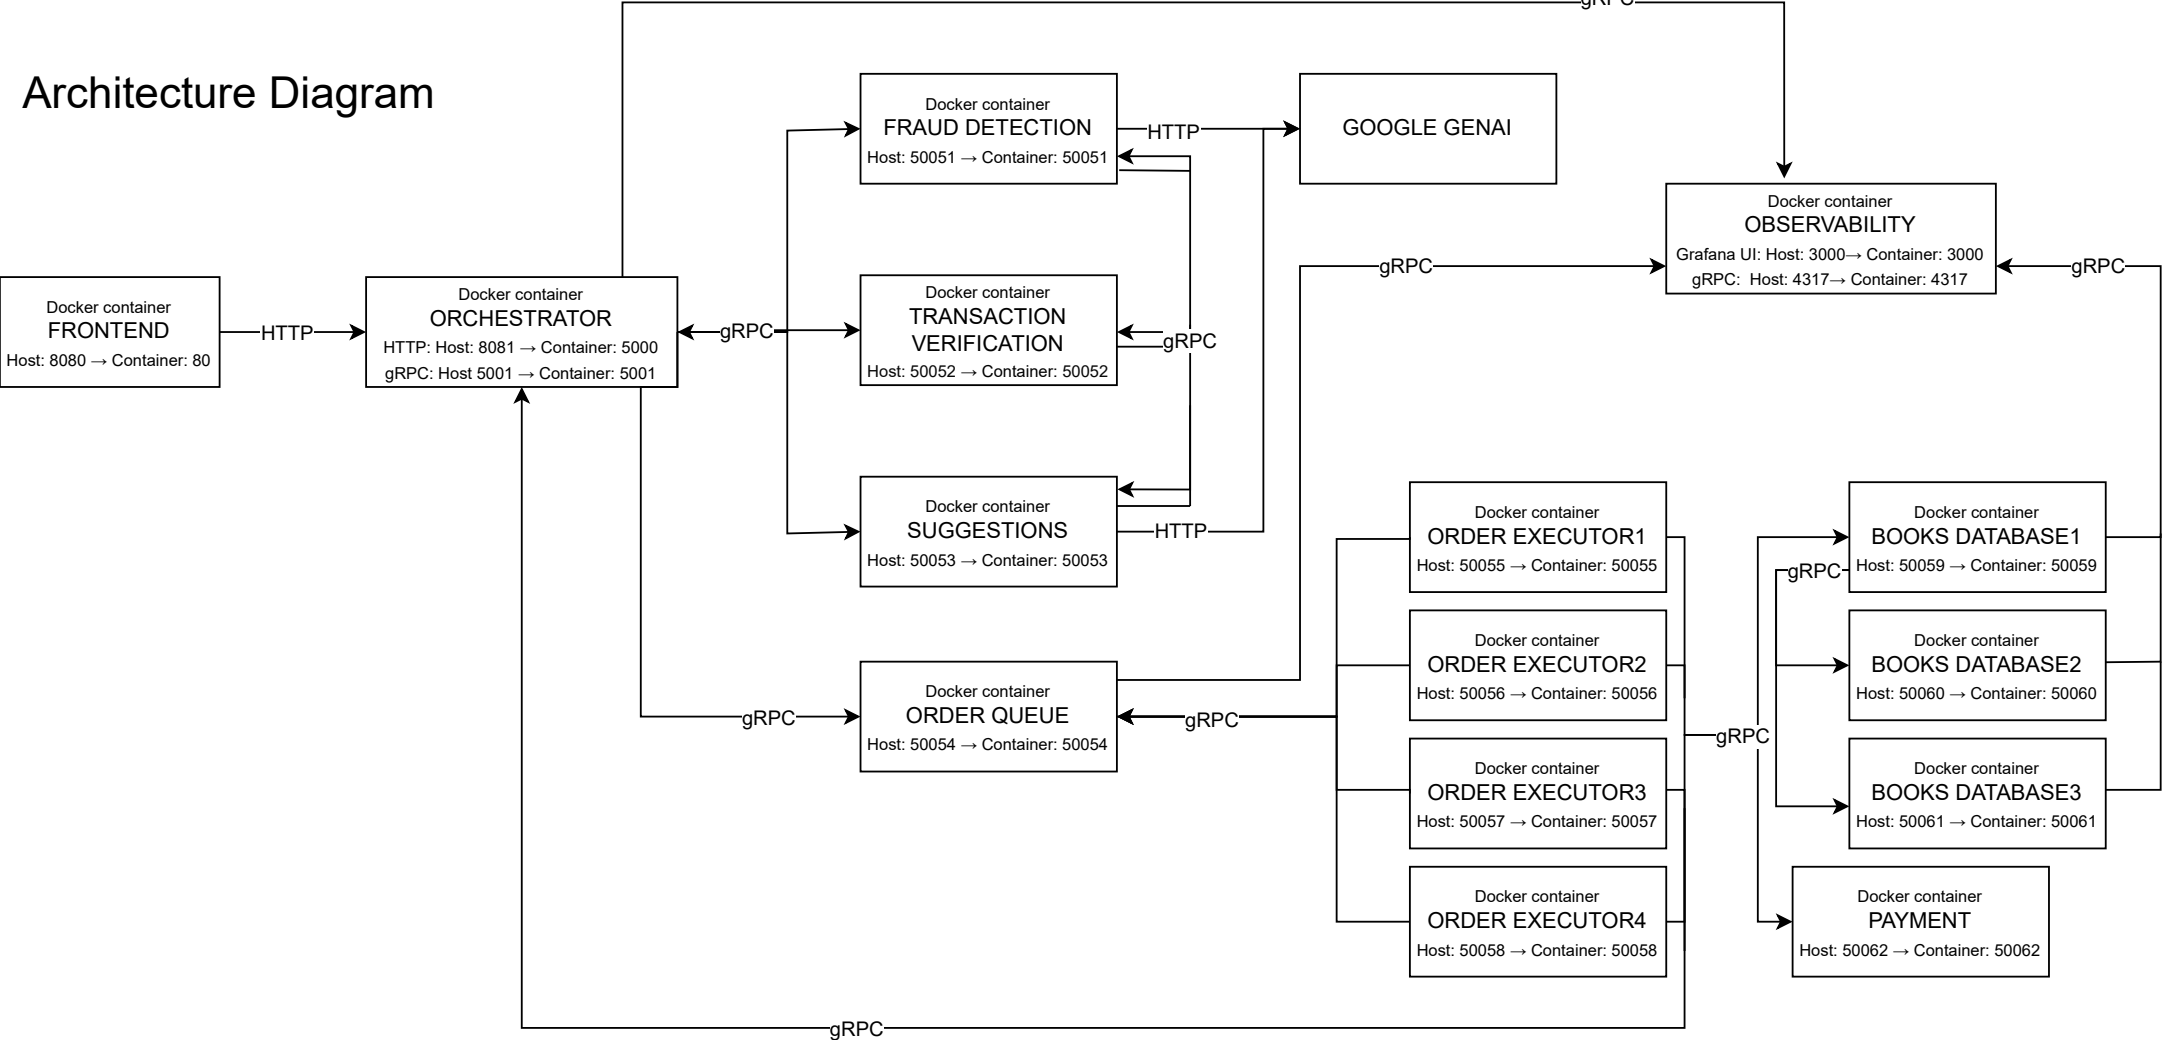 gRPC
Architecture Diagram
Docker container
FRAUD DETECTION
Host: 50051 → Container: 50051
HTTP
GOOGLE GENAI
Docker container
OBSERVABILITY
Grafana UI: Host: 3000→ Container: 3000
gRPC: Host: 4317→ Container: 4317
gRPC
gRPC
Docker container
FRONTEND
Host: 8080 → Container: 80
HTTP
Docker container
ORCHESTRATOR
HTTP: Host: 8081 → Container: 5000
gRPC: Host 5001 → Container: 5001
gRPC
Docker container
TRANSACTION
VERIFICATION
Host: 50052 → Container: 50052
gRPC
Docker container
SUGGESTIONS
Host: 50053 → Container: 50053
HTTP
Docker container
ORDER EXECUTOR1
Host: 50055 → Container: 50055
Docker container
BOOKS DATABASE1
Host: 50059 → Container: 50059
gRPC
Docker container
ORDER EXECUTOR2
Host: 50056 → Container: 50056
Docker container
BOOKS DATABASE2
Host: 50060 → Container: 50060
gRPC
Docker container
ORDER QUEUE
Host: 50054 → Container: 50054
gRPC
gRPC
Docker container
ORDER EXECUTOR3
Host: 50057 → Container: 50057
Docker container
BOOKS DATABASE3
Host: 50061 → Container: 50061
Docker container
ORDER EXECUTOR4
Host: 50058 → Container: 50058
Docker container
PAYMENT
Host: 50062 → Container: 50062
gRPC